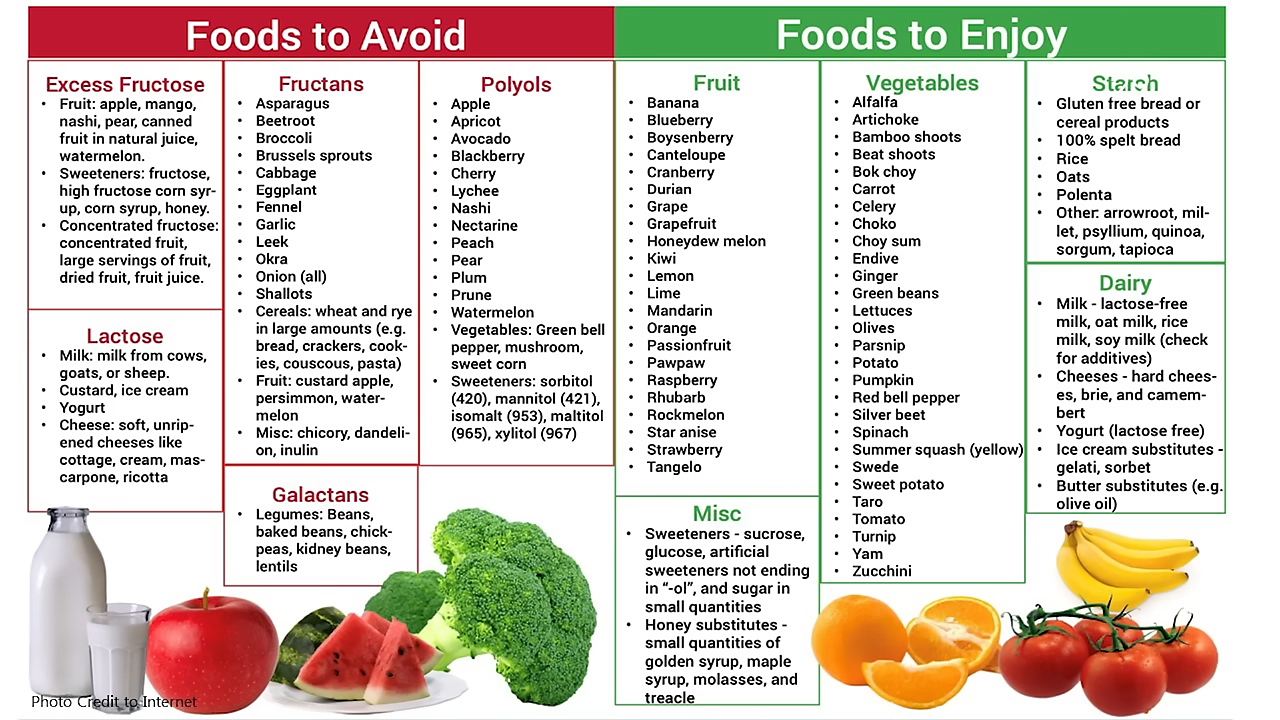 Foods to Avoid
Foods to Enjoy
Excess Fructose
• Fruit: apple, mango,
nashi, pear, canned
fruit in natural juice,
watermelon.
• Sweeteners: fructose,
high fructose corn syr-
up, corn syrup, honey.
• Concentrated fructose:
concentrated fruit,
large servings of fruit,
dried fruit, fruit juice.
Lactose
• Milk: milk from cows,
goats, or sheep.
• Custard, ice cream
• Yogurt
• Cheese: soft, unrip-
ened cheeses like
cottage, cream, mas-
carpone, ricotta
Fructans
• Asparagus
• Beetroot
• Broccoli
• Brussels sprouts
• Cabbage
• Eggplant
• Fennel
• Garlic
• Leek
• Okra
• Onion (all)
• Shallots
• Cereals: wheat and rye
in large amounts (e.g.
bread, crackers, cook-
ies, couscous, pasta)
• Fruit: custard apple,
persimmon, water-
melon
• Misc: chicory, dandeli-
on, inulin
Galactans
• Legumes: Beans,
baked beans, chick-
peas, kidney beans,
lentils
Polyols
• Apple
• Apricot
• Avocado
• Blackberry
• Cherry
• Lychee
• Nashi
• Nectarine
• Peach
• Pear
• Plum
• Prune
• Watermelon
• Vegetables: Green bell
pepper, mushroom,
sweet corn
• Sweeteners: sorbitol
(420), mannitol (421),
isomalt (953), maltitol
(965), xylitol (967)
Fruit
• Banana
• Blueberry
• Boysenberry
• Canteloupe
• Cranberry
• Durian
• Grape
• Grapefruit
• Honeydew melon
• Kiwi
• Lemon
• Lime
• Mandarin
• Orange
• Passionfruit
• Pawpaw
• Raspberry
• Rhubarb
• Rockmelon
• Star anise
• Strawberry
• Tangelo
Misc
• Sweeteners - sucrose,
glucose, artificial
sweeteners not ending
in “-ol”, and sugar in
small quantities
• Honey substitutes -
small quantities of
golden syrup, maple
syrup, molasses, and
treacle
Vegetables
• Alfalfa
• Artichoke
• Bamboo shoots
• Beat shoots
• Bok choy
• Carrot
• Celery
• Choko
• Choy sum
• Endive
• Ginger
• Green beans
• Lettuces
• Olives
• Parsnip
• Potato
• Pumpkin
• Red bell pepper
• Silver beet
• Spinach
• Summer squash (yellow)
• Swede
• Sweet potato
• Taro
• Tomato
• Turnip
• Yam
• Zucchini
Starch
• Gluten free bread or
cereal products
• 100% spelt bread
• Rice
• Oats
• Polenta
• Other: arrowroot, mil-
let, psyllium, quinoa,
sorgum, tapioca
Dairy
• Milk - lactose-free
milk, oat milk, rice
milk, soy milk (check
for additives)
• Cheeses - hard chees-
es, brie, and camem-
bert
• Yogurt (lactose free)
• Ice cream substitutes -
gelati, sorbet
• Butter substitutes (e.g.
olive oil)
Photo Credit to Internet